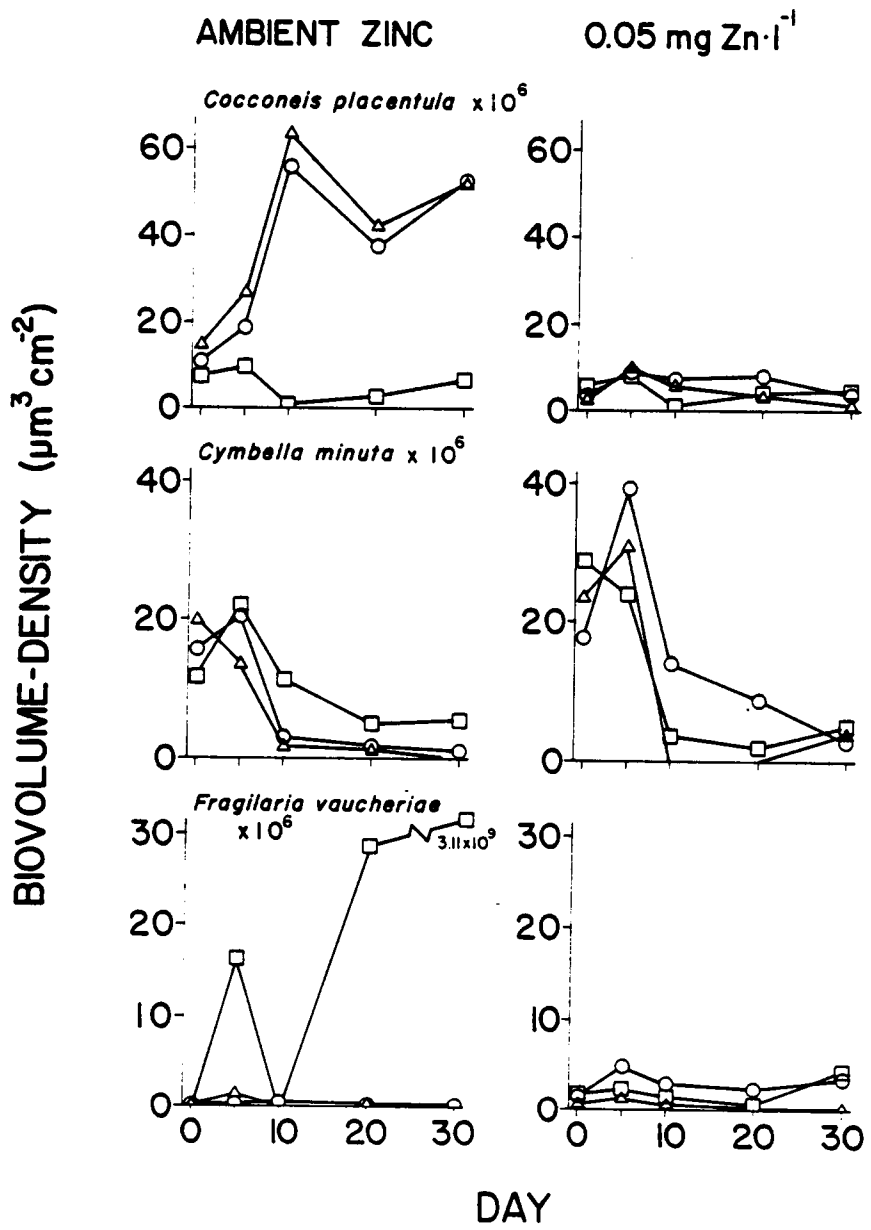 AMBIENT ZINC
0.05 mg Zn·l⁻¹
Cocconeis placentula x10⁶
60
40
20
0
60
40
20
0
Cymbella minuta x 10⁶
40
20
0
40
20
0
Fragilaria vaucheriae
x10⁶
3.11x10⁹
30
20
10
0
30
20
10
0
0 10 20 30
0 10 20 30
BIOVOLUME-DENSITY (µm³ cm⁻²)
DAY